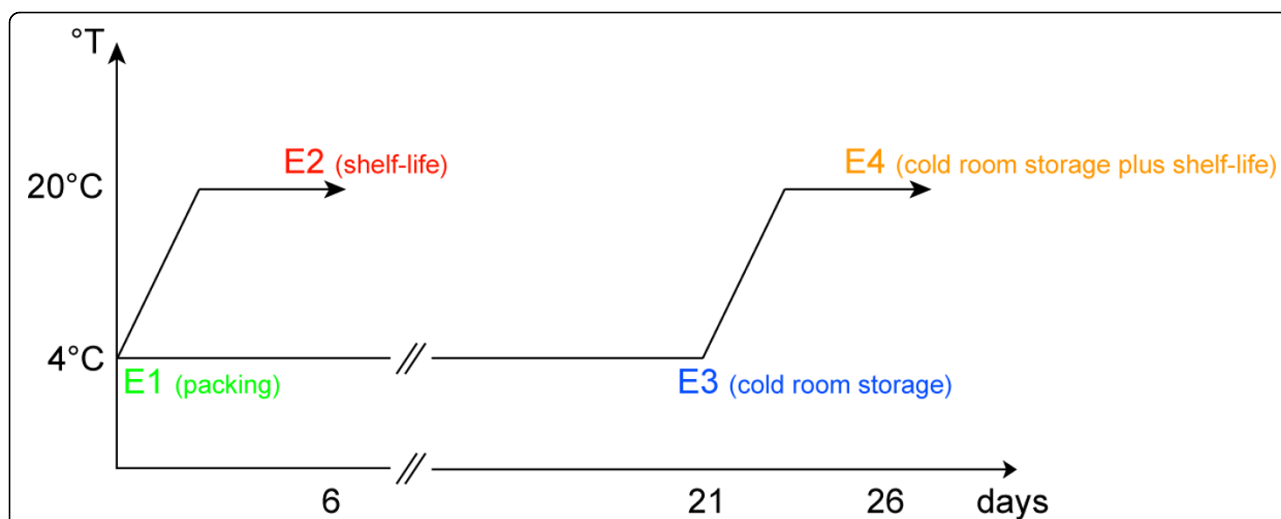 °T
E2 (shelf-life)
E4 (cold room storage plus shelf-life)
20°C
4°C
E1 (packing)
E3 (cold room storage)
6
21
26
days